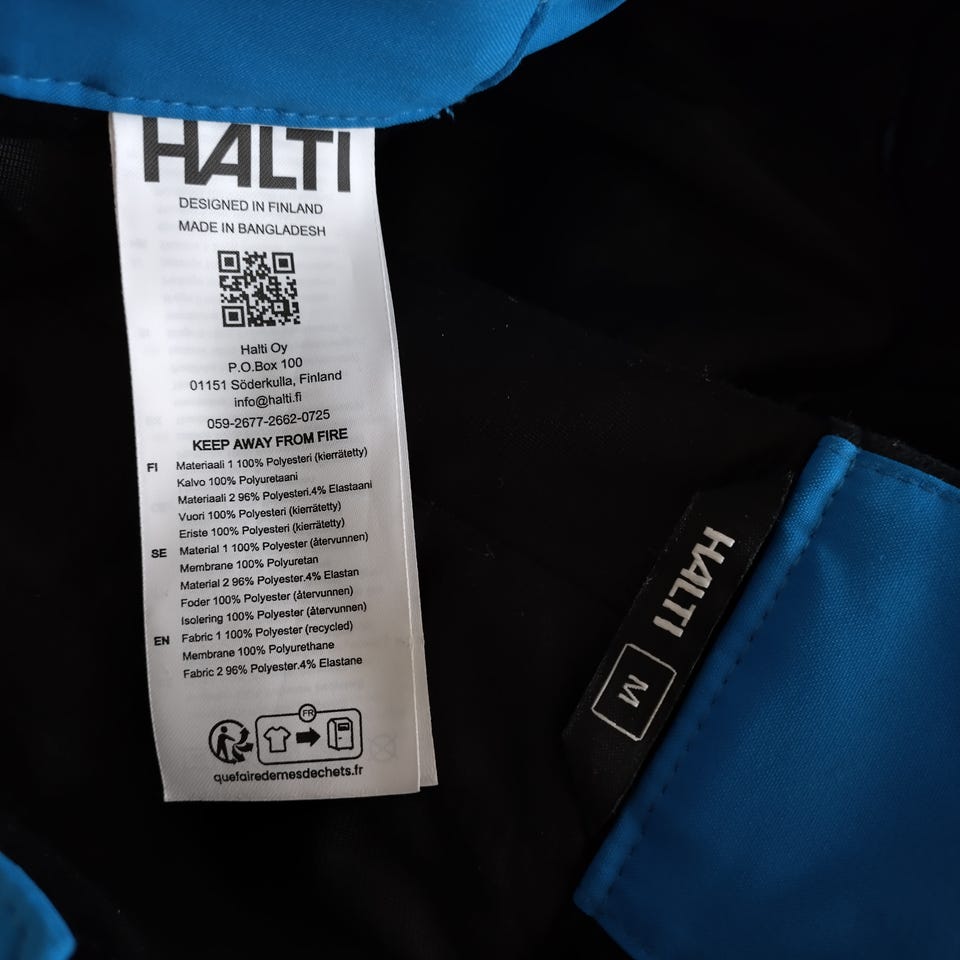 HALTI
DESIGNED IN FINLAND
MADE IN BANGLADESH
Halti Oy
P.O.Box 100
01151 Söderkulla, Finland
info@halti.fi
059-2677-2662-0725
KEEP AWAY FROM FIRE
FI Materiaali 1 100% Polyesteri (kierrätetty)
Kalvo 100% Polyuretaani
Materiaali 2 96% Polyesteri.4% Elastaani
Vuori 100% Polyesteri (kierrätetty)
Eriste 100% Polyesteri (kierrätetty)
SE Material 1 100% Polyester (återvunnen)
Membrane 100% Polyuretan
Material 2 96% Polyester.4% Elastan
Foder 100% Polyester (återvunnen)
Isolering 100% Polyester (återvunnen)
EN Fabric 1 100% Polyester (recycled)
Membrane 100% Polyurethane
Fabric 2 96% Polyester.4% Elastane
FR
quefairedemesdechets.fr
HALTI
M